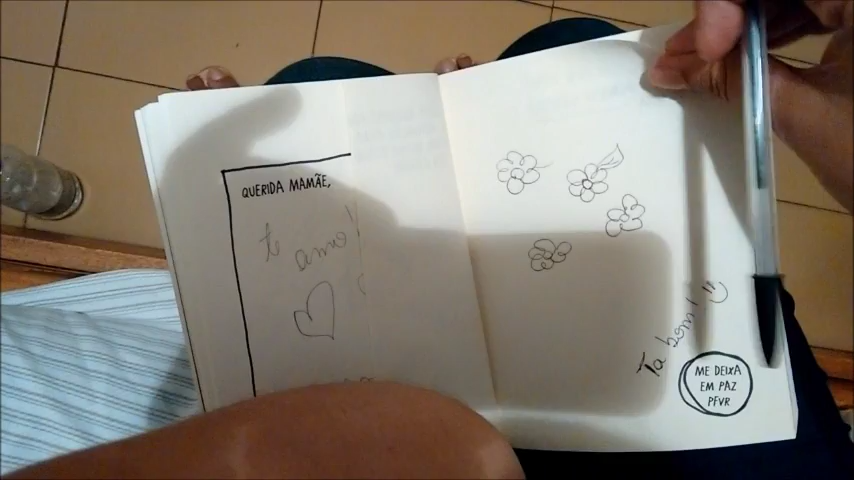 QUERIDA MAMÃE,
te
amo!
Ta bom! :)
ME DEIXA
EM PAZ
PFVR